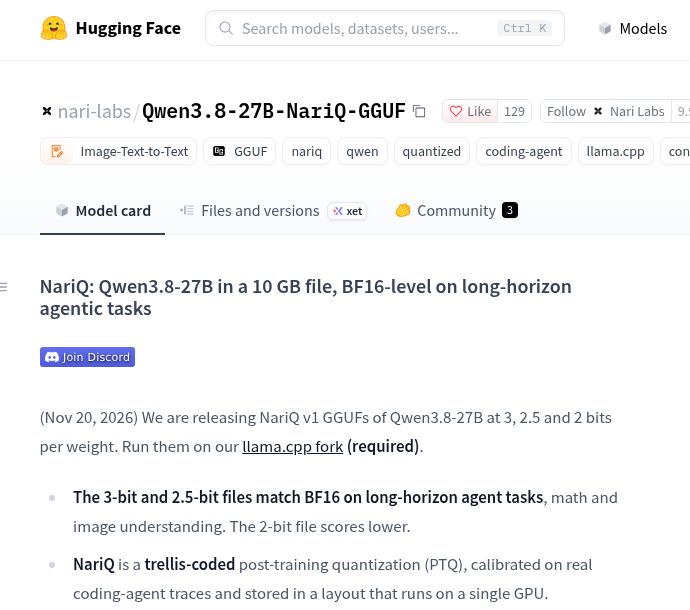 Hugging Face
Search models, datasets, users...
Ctrl K
Models
nari-labs/Qwen3.8-27B-NariQ-GGUF
Like 129
Follow Nari Labs
Image-Text-to-Text
GGUF
nariq
qwen
quantized
coding-agent
llama.cpp
con
Model card
Files and versions
xet
Community 3
NariQ: Qwen3.8-27B in a 10 GB file, BF16-level on long-horizon
agentic tasks
Join Discord
(Nov 20, 2026) We are releasing NariQ v1 GGUFs of Qwen3.8-27B at 3, 2.5 and 2 bits
per weight. Run them on our llama.cpp fork (required).
The 3-bit and 2.5-bit files match BF16 on long-horizon agent tasks, math and
image understanding. The 2-bit file scores lower.
NariQ is a trellis-coded post-training quantization (PTQ), calibrated on real
coding-agent traces and stored in a layout that runs on a single GPU.